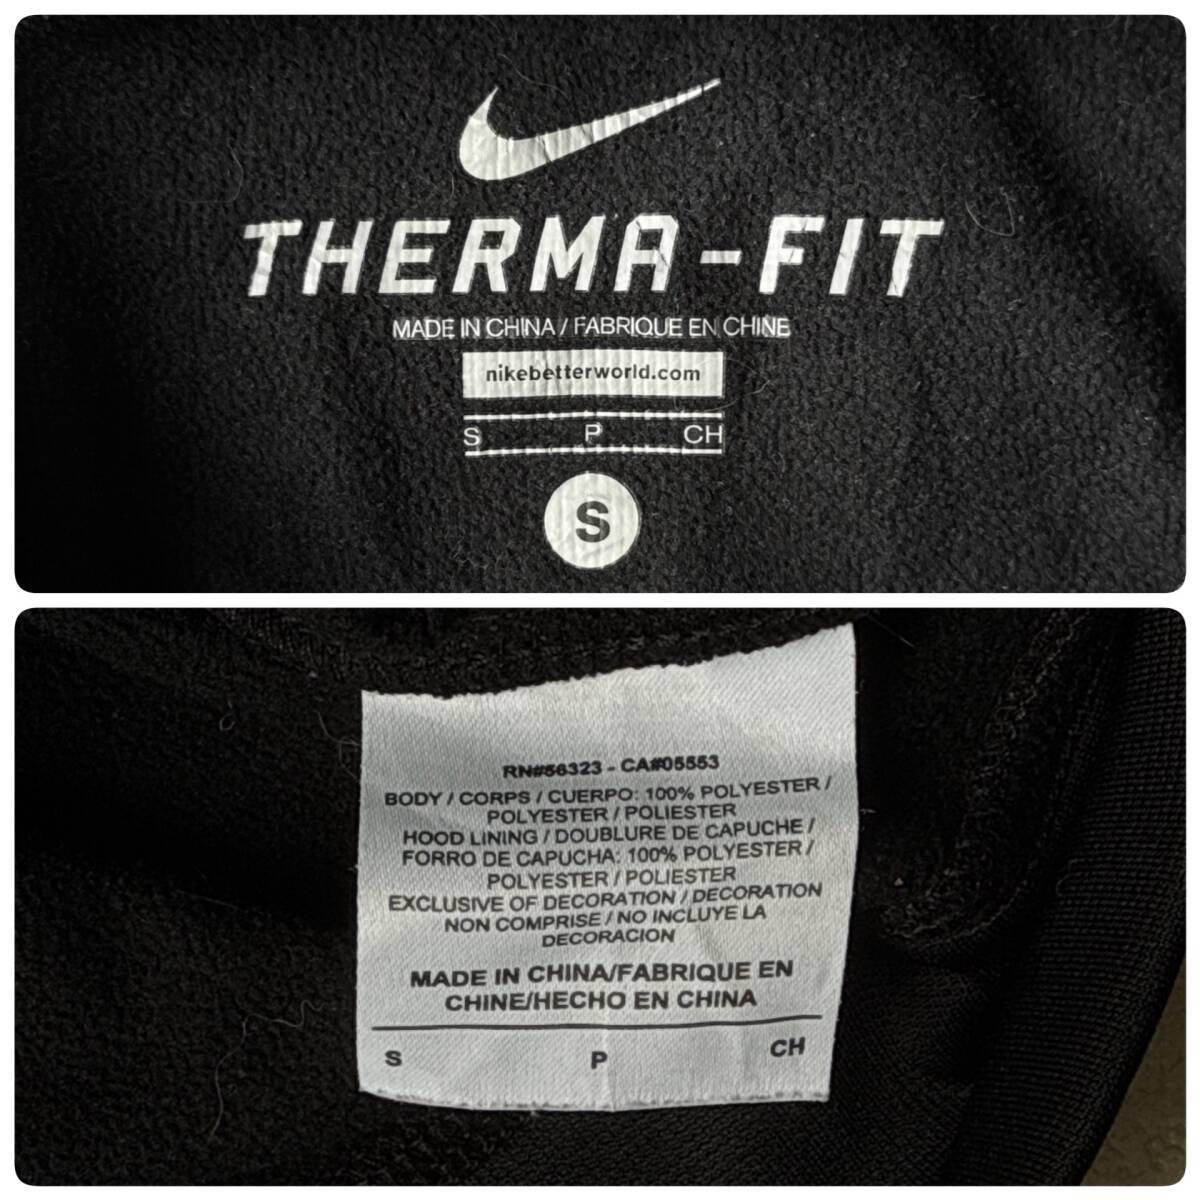 THERMA-FIT
MADE IN CHINA / FABRIQUE EN CHINE
nikebetterworld.com
S P CH
S
RN#56323 - CA#05553
BODY / CORPS / CUERPO: 100% POLYESTER /
POLYESTER / POLIESTER
HOOD LINING / DOUBLURE DE CAPUCHE /
FORRO DE CAPUCHA: 100% POLYESTER /
POLYESTER / POLIESTER
EXCLUSIVE OF DECORATION / DECORATION
NON COMPRISE / NO INCLUYE LA
DECORACION
MADE IN CHINA/FABRIQUE EN
CHINE/HECHO EN CHINA
S P CH